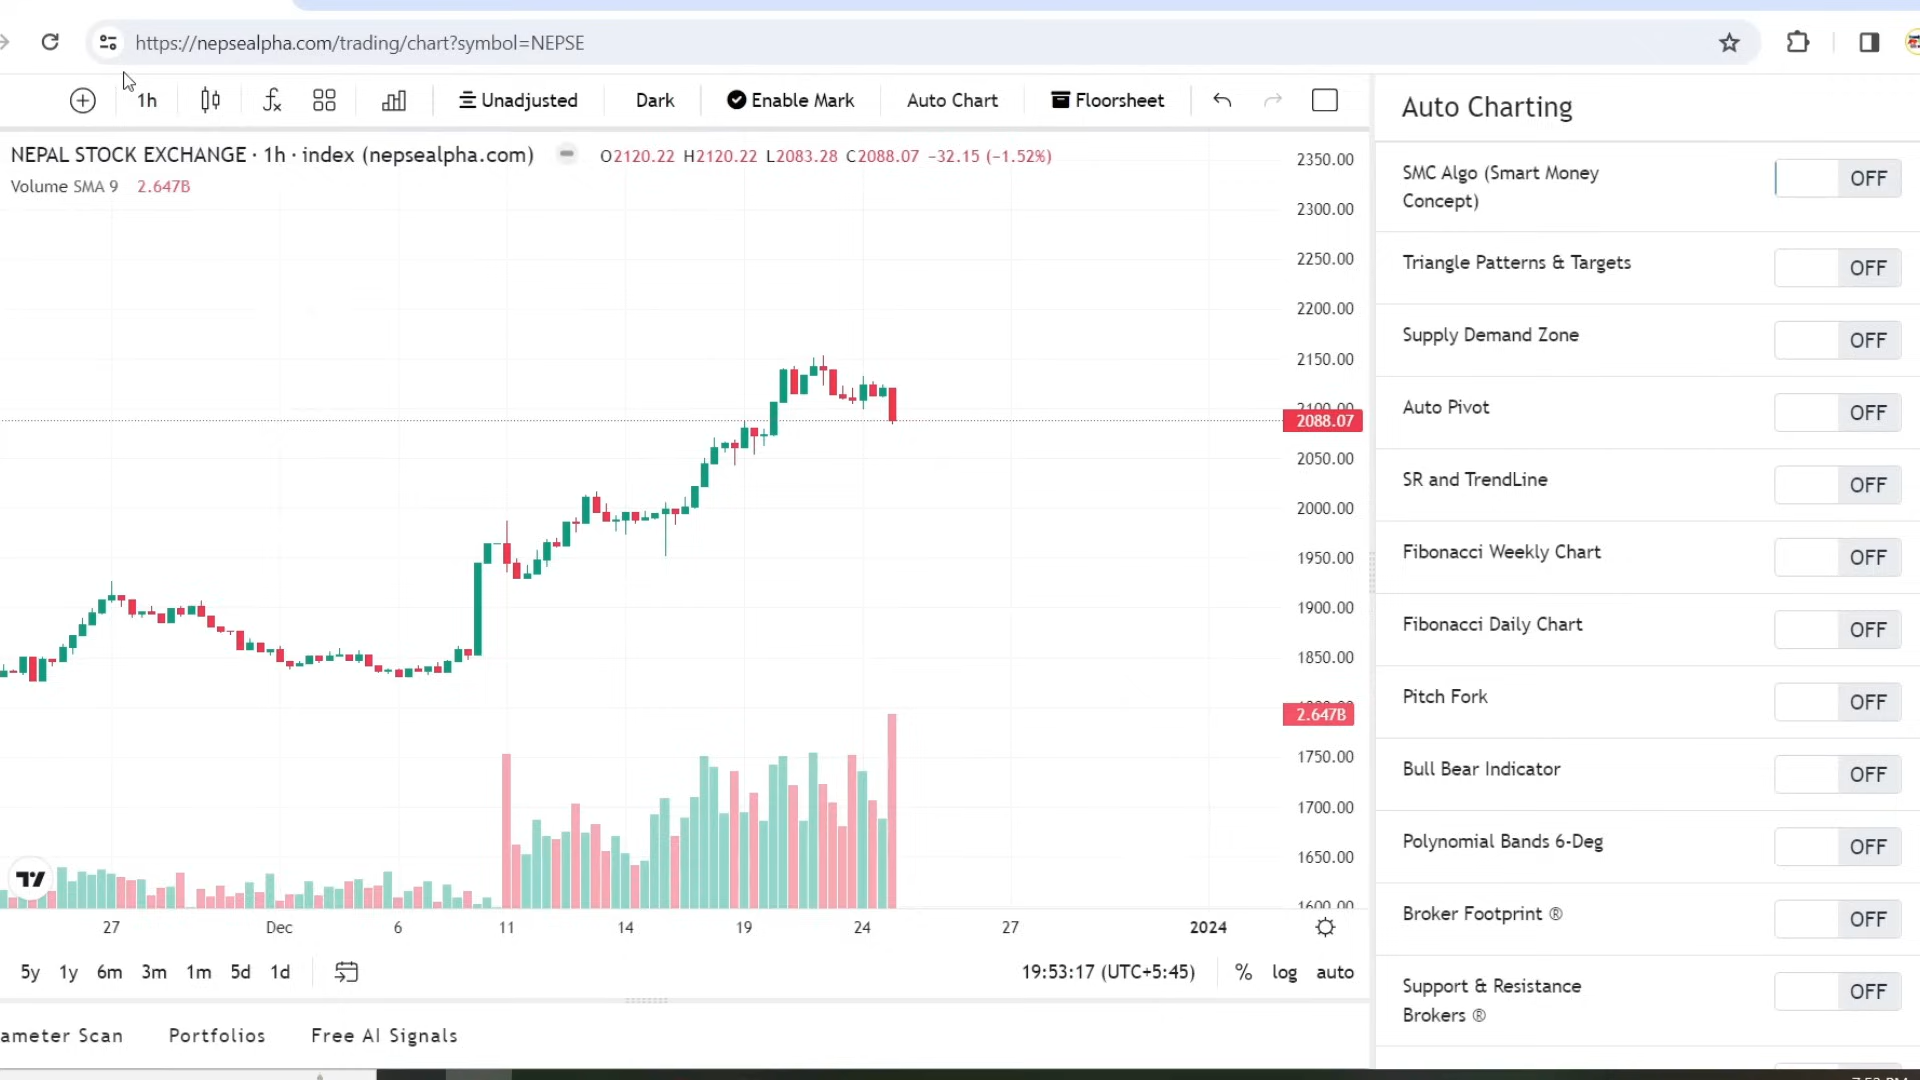 https://nepsealpha.com/trading/chart?symbol=NEPSE
1h
Unadjusted
Dark
Enable Mark
Auto Chart
Floorsheet
NEPAL STOCK EXCHANGE · 1h · index (nepsealpha.com)
O2120.22 H2120.22 L2083.28 C2088.07 −32.15 (−1.52%)
Volume SMA 9 2.647B
2350.00
2300.00
2250.00
2200.00
2150.00
2100.00
2088.07
2050.00
2000.00
1950.00
1900.00
1850.00
2.647B
1750.00
1700.00
1650.00
1600.00
27 Dec 6 11 14 19 24 27 2024
5y 1y 6m 3m 1m 5d 1d
19:53:17 (UTC+5:45) % log auto
ameter Scan Portfolios Free AI Signals
Auto Charting
SMC Algo (Smart Money
Concept)
OFF
Triangle Patterns & Targets
OFF
Supply Demand Zone
OFF
Auto Pivot
OFF
SR and TrendLine
OFF
Fibonacci Weekly Chart
OFF
Fibonacci Daily Chart
OFF
Pitch Fork
OFF
Bull Bear Indicator
OFF
Polynomial Bands 6-Deg
OFF
Broker Footprint ®
OFF
Support & Resistance
Brokers ®
OFF